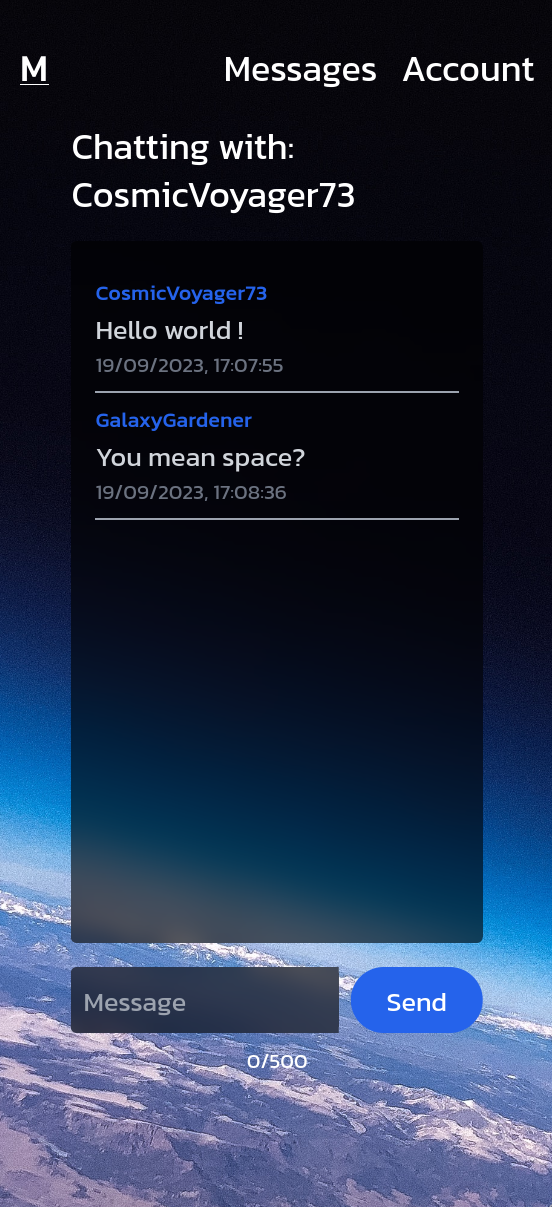 M Messages Account
Chatting with:
CosmicVoyager73
CosmicVoyager73
Hello world !
19/09/2023, 17:07:55
GalaxyGardener
You mean space?
19/09/2023, 17:08:36
Message Send
0/500